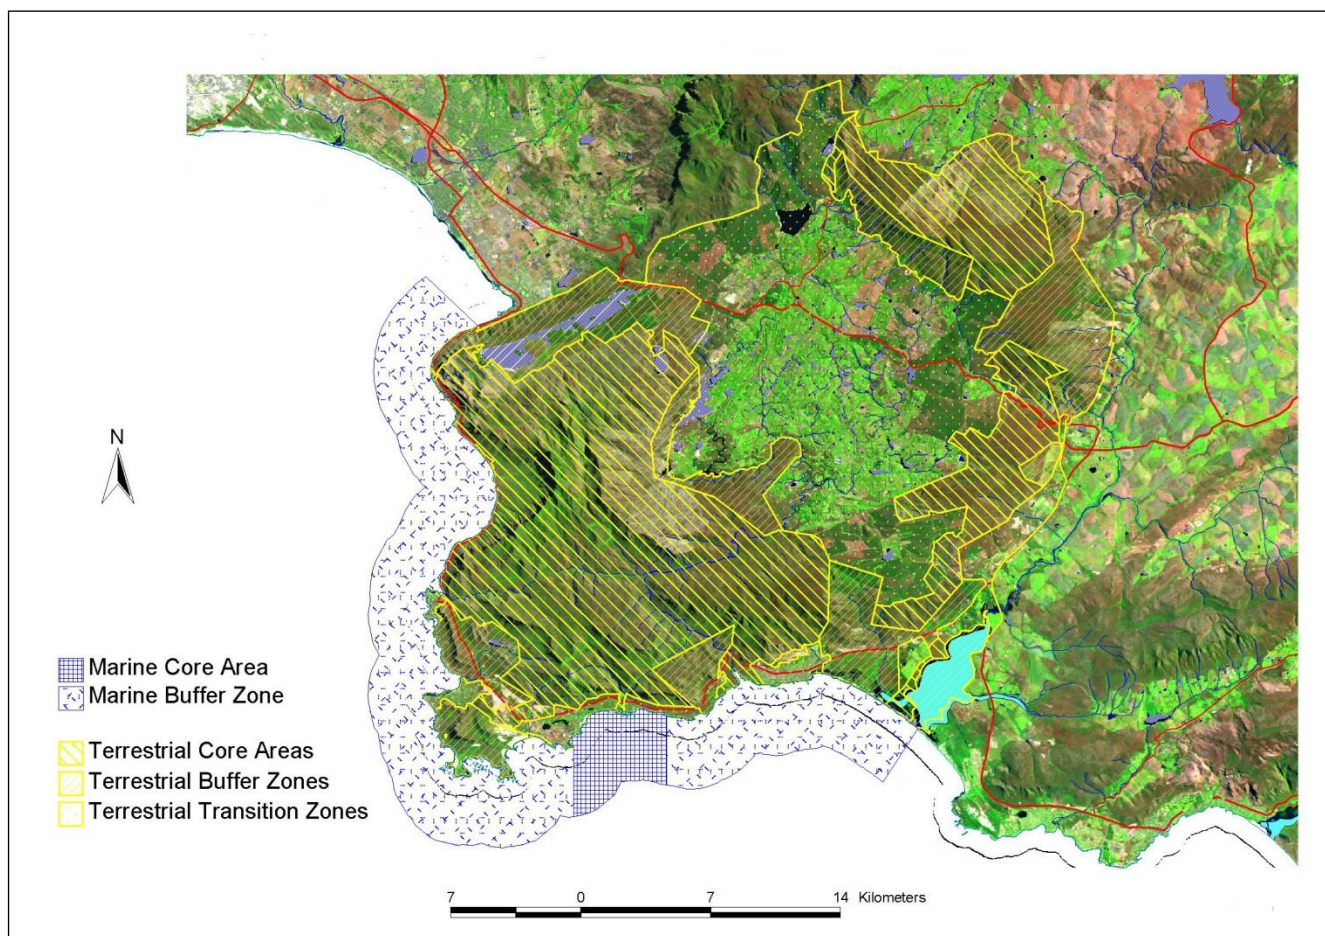 N
Marine Core Area
Marine Buffer Zone
Terrestrial Core Areas
Terrestrial Buffer Zones
Terrestrial Transition Zones
7 0 7 14 Kilometers